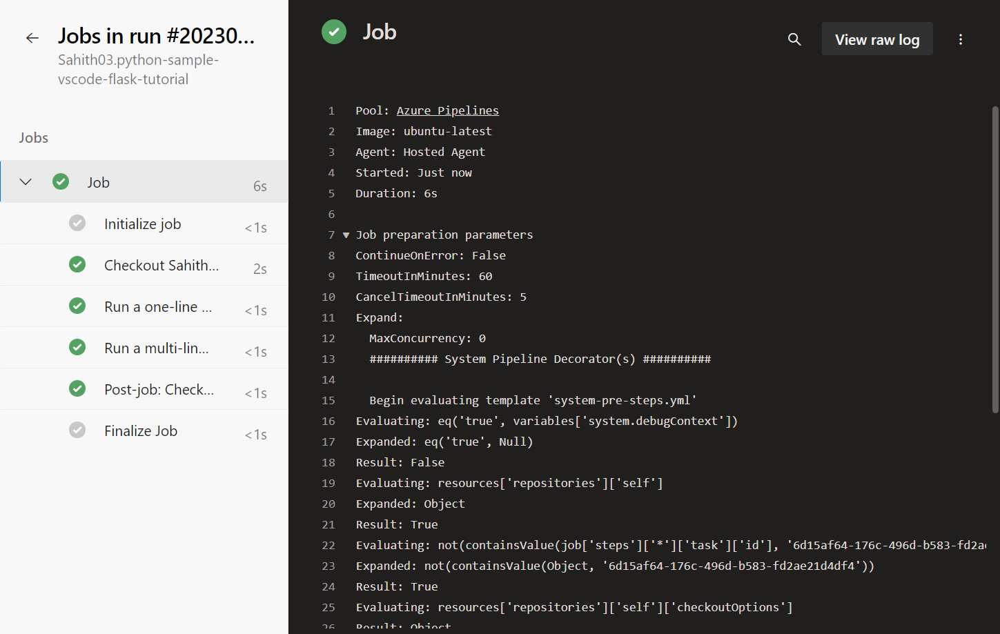 Jobs in run #20230...
Sahith03.python-sample-
vscode-flask-tutorial
Jobs
Job 6s
Initialize job <1s
Checkout Sahith... 2s
Run a one-line ... <1s
Run a multi-lin... <1s
Post-job: Check... <1s
Finalize Job <1s
Job
View raw log
1 Pool: Azure Pipelines
2 Image: ubuntu-latest
3 Agent: Hosted Agent
4 Started: Just now
5 Duration: 6s
6
7 ▼ Job preparation parameters
8 ContinueOnError: False
9 TimeoutInMinutes: 60
10 CancelTimeoutInMinutes: 5
11 Expand:
12 MaxConcurrency: 0
13 ########## System Pipeline Decorator(s) ##########
14
15 Begin evaluating template 'system-pre-steps.yml'
16 Evaluating: eq('true', variables['system.debugContext'])
17 Expanded: eq('true', Null)
18 Result: False
19 Evaluating: resources['repositories']['self']
20 Expanded: Object
21 Result: True
22 Evaluating: not(containsValue(job['steps']['*']['task']['id'], '6d15af64-176c-496d-b583-fd2ae
23 Expanded: not(containsValue(Object, '6d15af64-176c-496d-b583-fd2ae21d4df4'))
24 Result: True
25 Evaluating: resources['repositories']['self']['checkoutOptions']
26 Result: Object